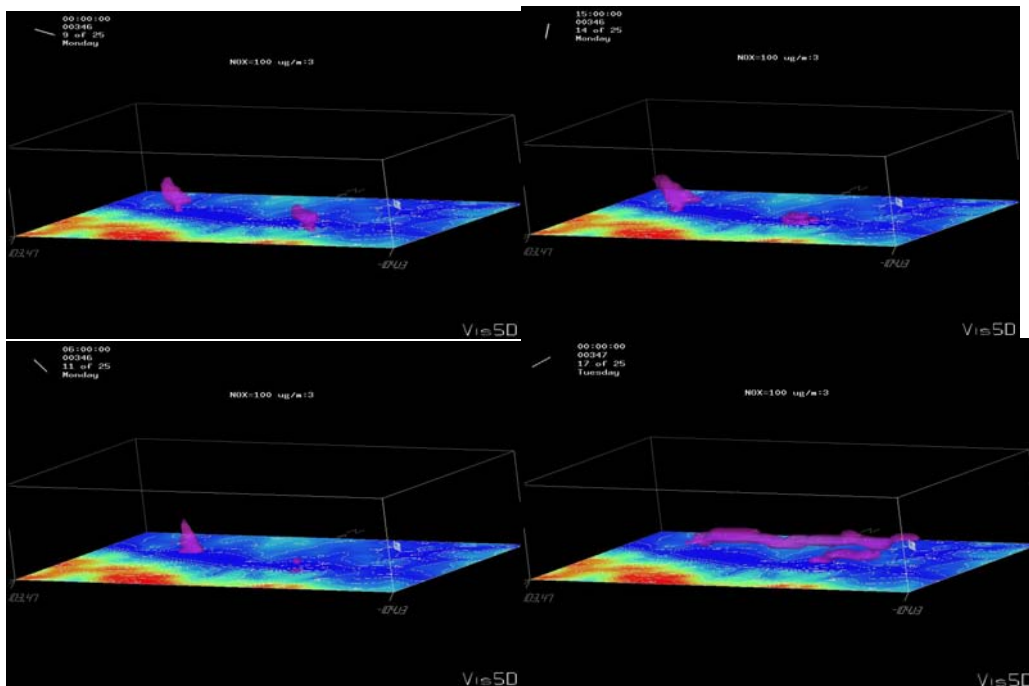 00:00:00
00346
9 of 25
Monday
NOX=100 ug/m:3
Vis5D
15:00:00
00346
14 of 25
Monday
NOX=100 ug/m:3
Vis5D
06:00:00
00346
11 of 25
Monday
NOX=100 ug/m:3
Vis5D
00:00:00
00347
17 of 25
Tuesday
NOX=100 ug/m:3
Vis5D